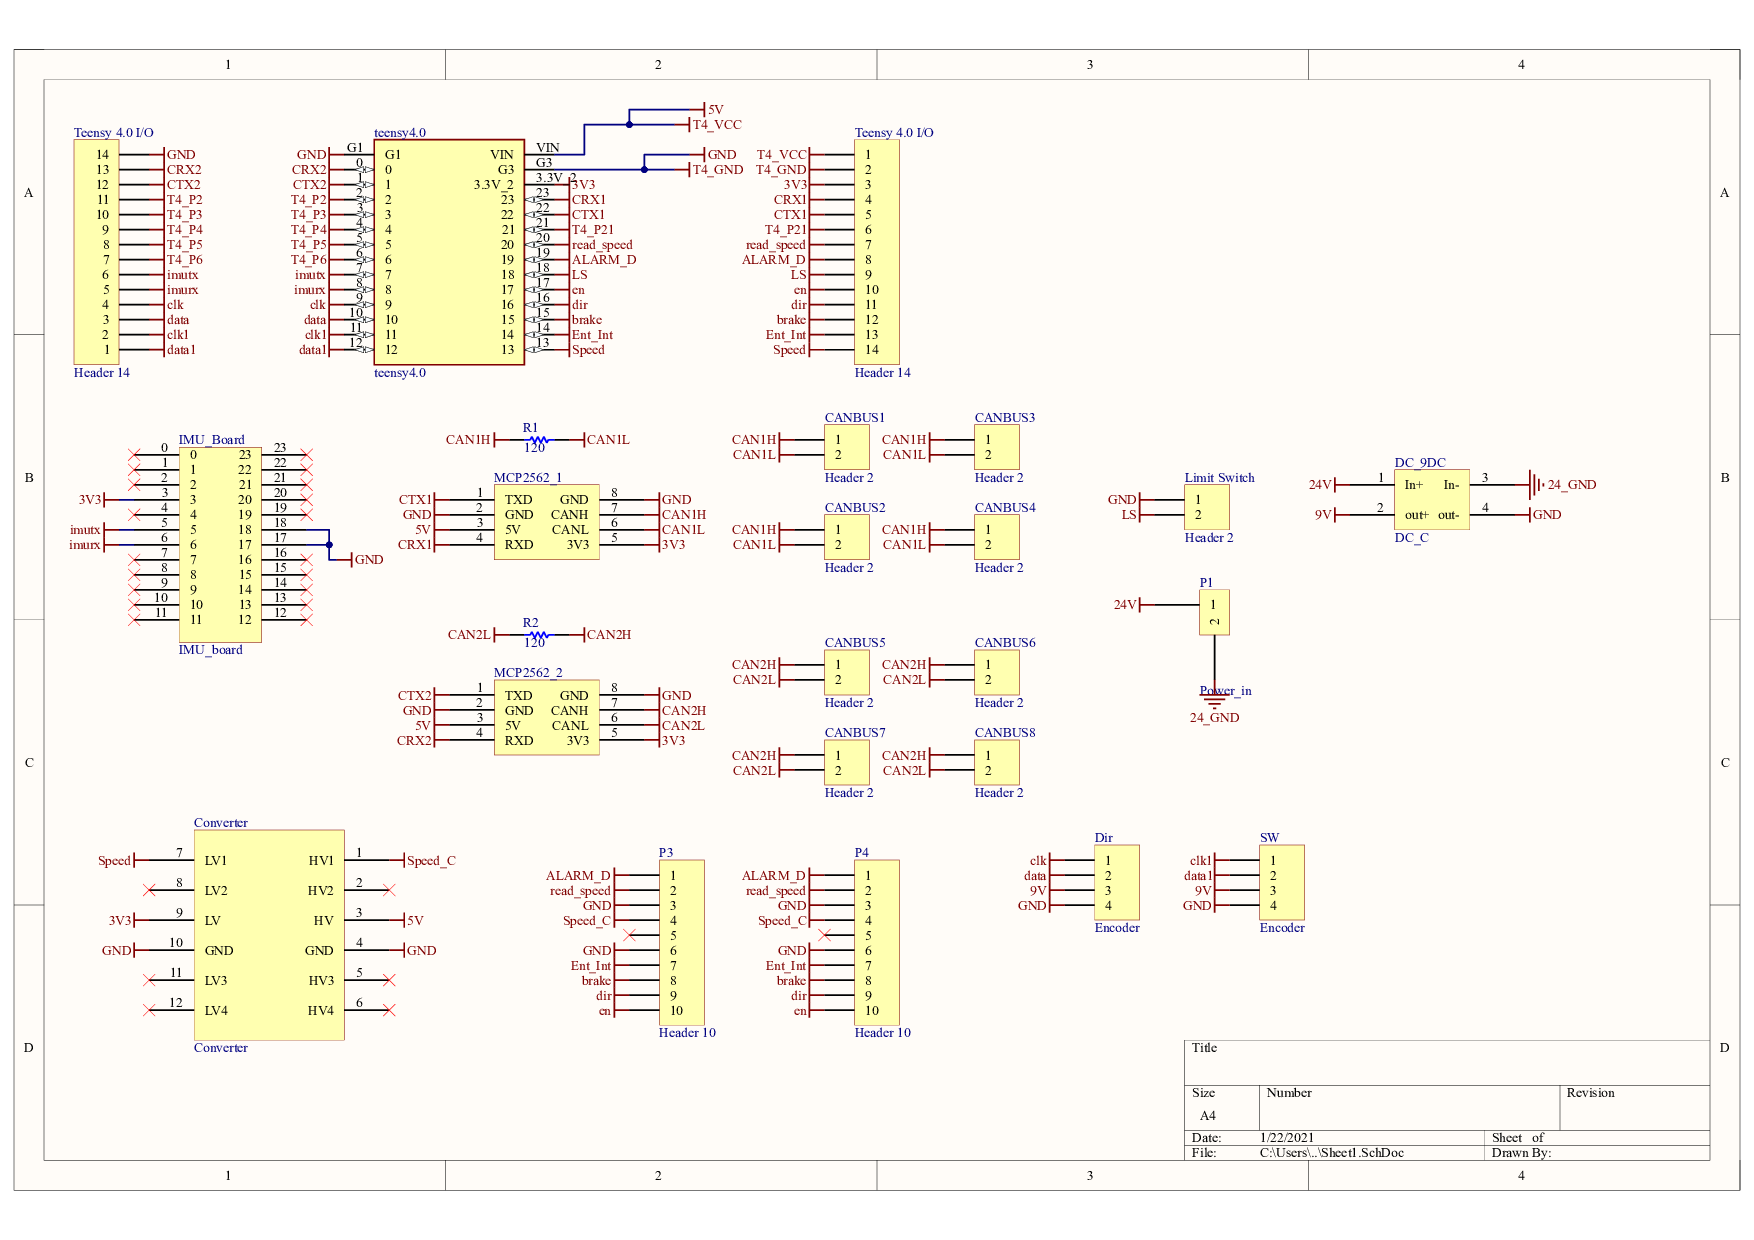 1 2 3 4
A A
B B
C C
D D
1 2 3 4
Teensy 4.0 I/O
14 GND
13 CRX2
12 CTX2
11 T4_P2
10 T4_P3
9 T4_P4
8 T4_P5
7 T4_P6
6 imutx
5 imurx
4 clk
3 data
2 clk1
1 data1
Header 14
teensy4.0
5V
T4_VCC
GND
T4_GND
GND G1 G1 VIN VIN
CRX2 0 0 G3 G3
CTX2 1 1 3.3V_2 3.3V_2 3V3
T4_P2 2 2 23 23 CRX1
T4_P3 3 3 22 22 CTX1
T4_P4 4 4 21 21 T4_P21
T4_P5 5 5 20 20 read_speed
T4_P6 6 6 19 19 ALARM_D
imutx 7 7 18 18 LS
imurx 8 8 17 17 en
clk 9 9 16 16 dir
data 10 10 15 15 brake
clk1 11 11 14 14 Ent_Int
data1 12 12 13 13 Speed
teensy4.0
Teensy 4.0 I/O
T4_VCC 1
T4_GND 2
3V3 3
CRX1 4
CTX1 5
T4_P21 6
read_speed 7
ALARM_D 8
LS 9
en 10
dir 11
brake 12
Ent_Int 13
Speed 14
Header 14
IMU_Board
0 0 23 23
1 1 22 22
2 2 21 21
3V3 3 3 20 20
4 4 19 19
imutx 5 5 18 18
imurx 6 6 17 17
7 7 16 16 GND
8 8 15 15
9 9 14 14
10 10 13 13
11 11 12 12
IMU_board
R1
CAN1H 120 CAN1L
MCP2562_1
CTX1 1 TXD GND 8 GND
GND 2 GND CANH 7 CAN1H
5V 3 5V CANL 6 CAN1L
CRX1 4 RXD 3V3 5 3V3
R2
CAN2L 120 CAN2H
MCP2562_2
CTX2 1 TXD GND 8 GND
GND 2 GND CANH 7 CAN2H
5V 3 5V CANL 6 CAN2L
CRX2 4 RXD 3V3 5 3V3
CANBUS1
CAN1H 1
CAN1L 2
Header 2
CANBUS3
CAN1H 1
CAN1L 2
Header 2
CANBUS2
CAN1H 1
CAN1L 2
Header 2
CANBUS4
CAN1H 1
CAN1L 2
Header 2
CANBUS5
CAN2H 1
CAN2L 2
Header 2
CANBUS6
CAN2H 1
CAN2L 2
Header 2
CANBUS7
CAN2H 1
CAN2L 2
Header 2
CANBUS8
CAN2H 1
CAN2L 2
Header 2
Limit Switch
GND 1
LS 2
Header 2
DC_9DC
24V 1 In+ In- 3 24_GND
9V 2 out+ out- 4 GND
DC_C
P1
24V 1
2
Power_in
24_GND
Converter
Speed 7 LV1 HV1 1 Speed_C
8 LV2 HV2 2
3V3 9 LV HV 3 5V
GND 10 GND GND 4 GND
11 LV3 HV3 5
12 LV4 HV4 6
Converter
P3
ALARM_D 1
read_speed 2
GND 3
Speed_C 4
5
GND 6
Ent_Int 7
brake 8
dir 9
en 10
Header 10
P4
ALARM_D 1
read_speed 2
GND 3
Speed_C 4
5
GND 6
Ent_Int 7
brake 8
dir 9
en 10
Header 10
Dir
clk 1
data 2
9V 3
GND 4
Encoder
SW
clk1 1
data1 2
9V 3
GND 4
Encoder
Title
Size Number Revision
A4
Date: 1/22/2021 Sheet of
File: C:\Users\..\Sheet1.SchDoc Drawn By: